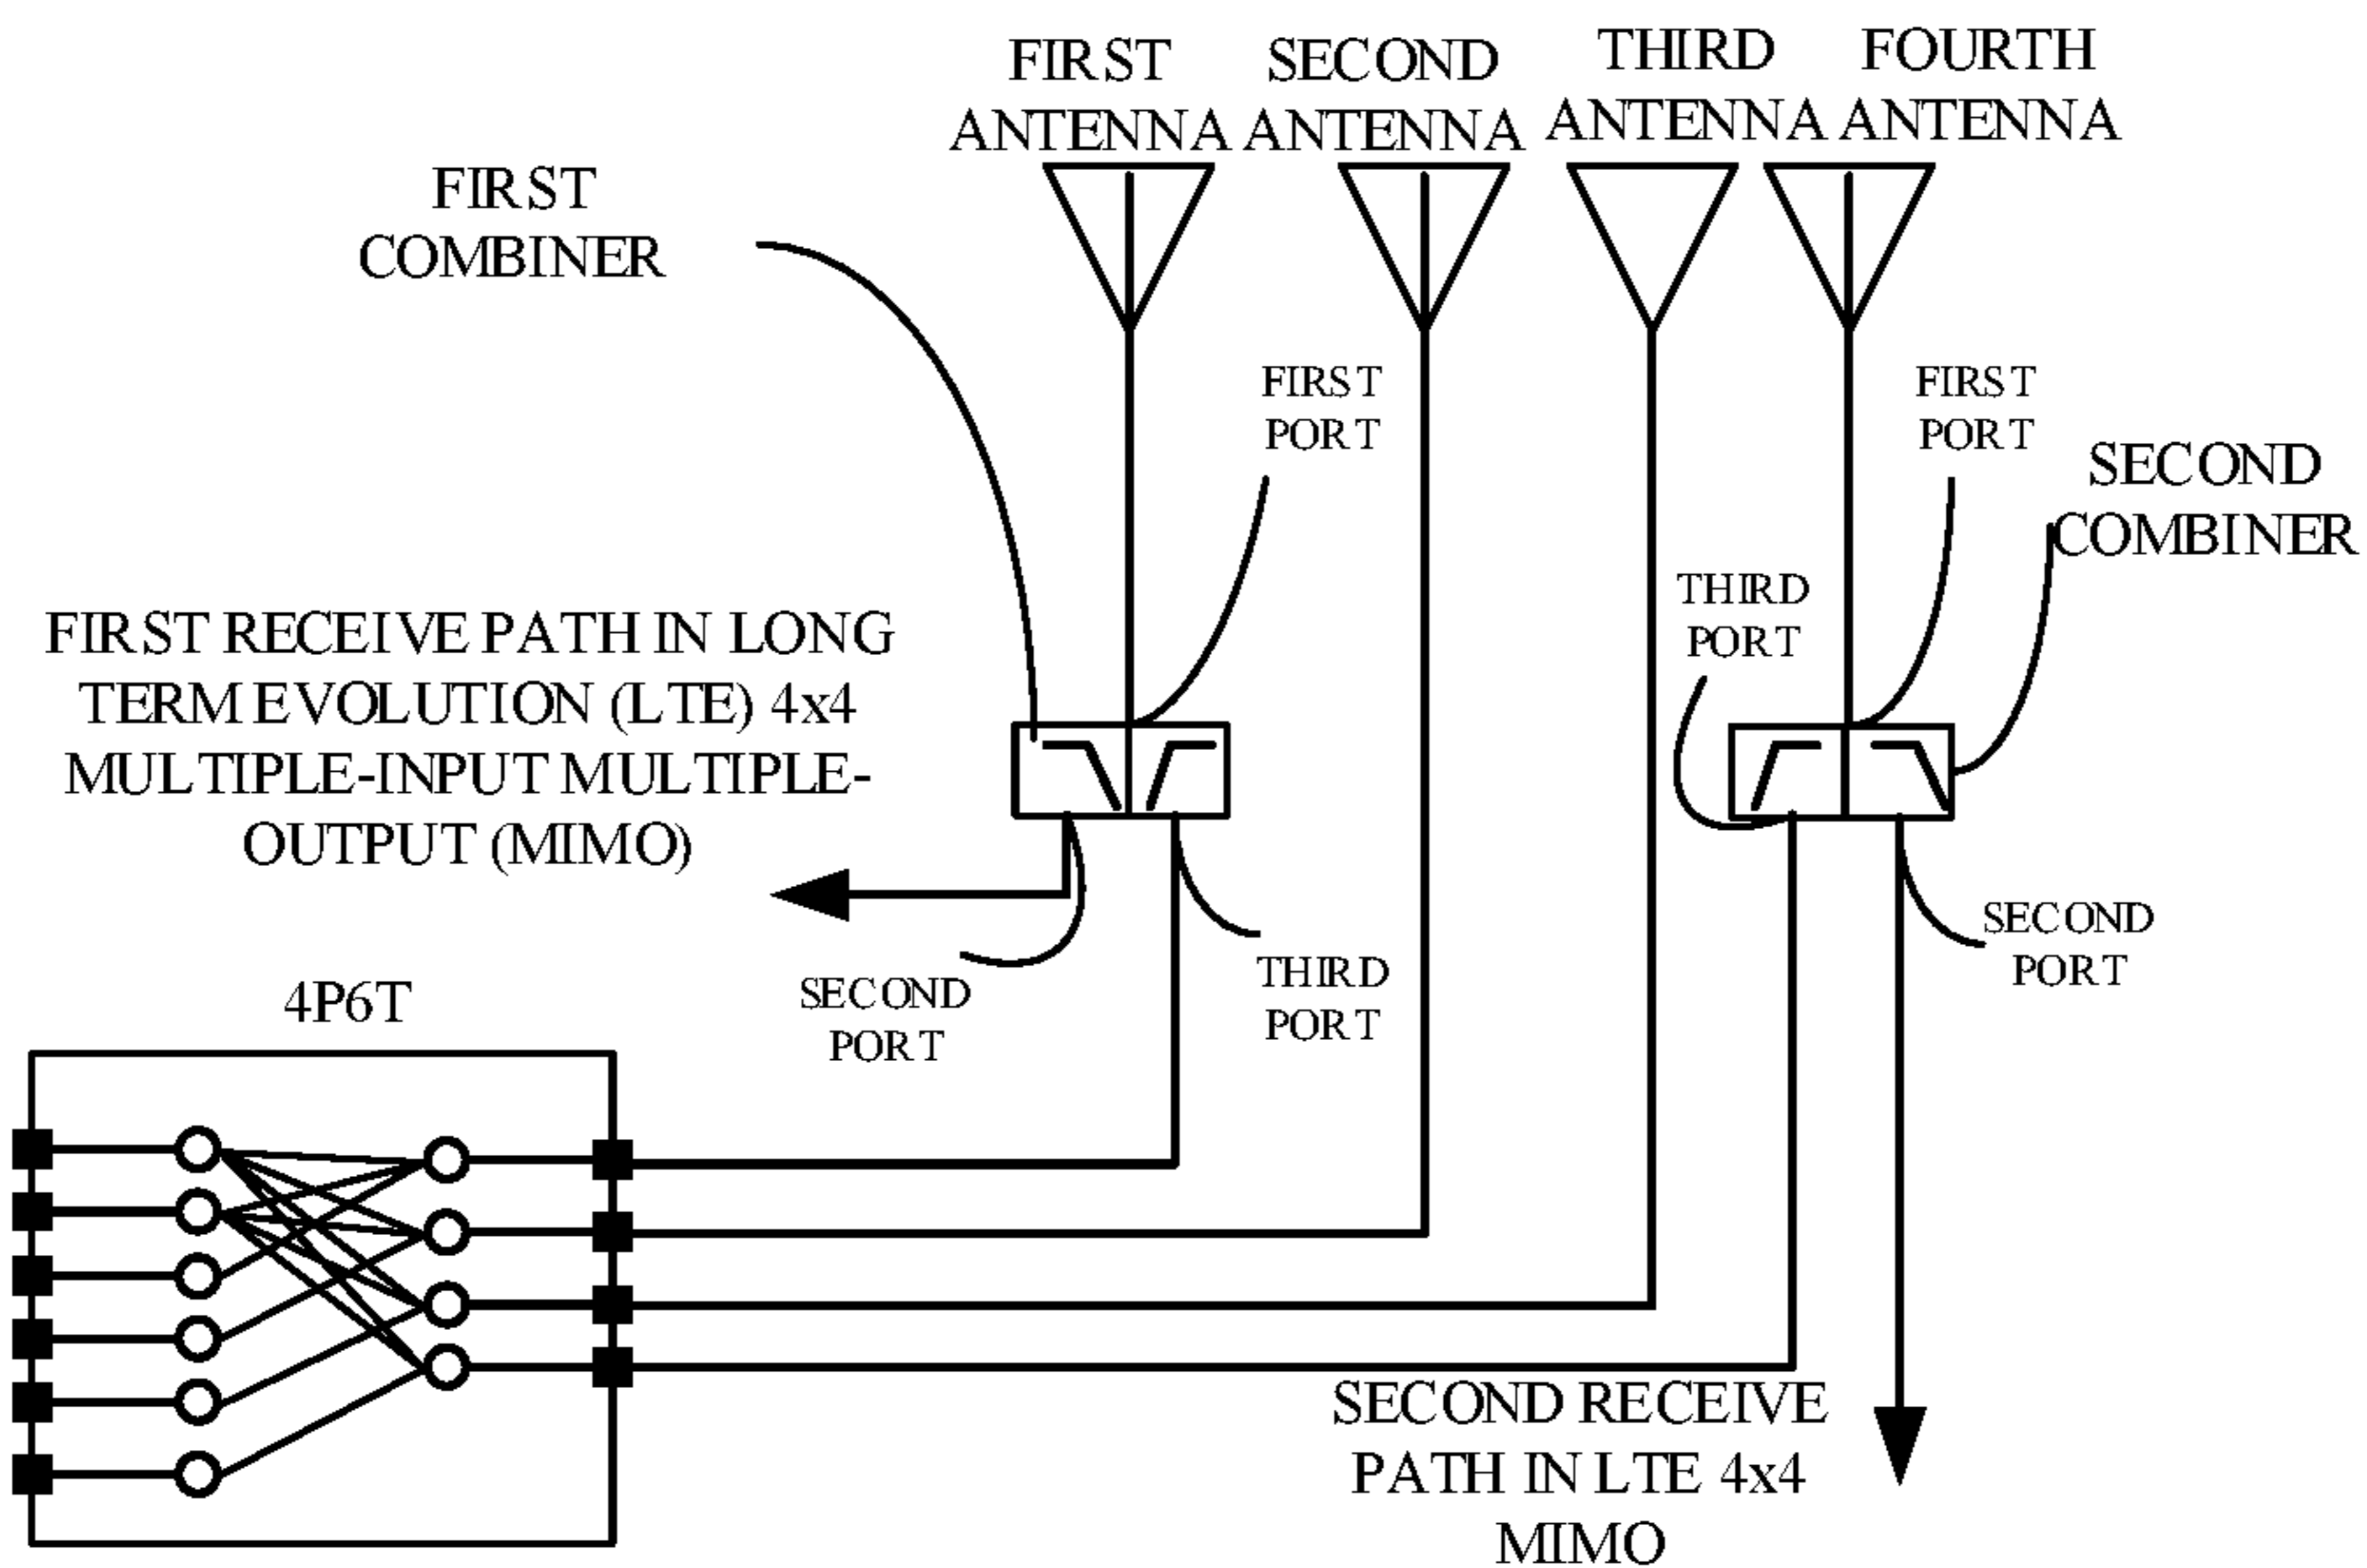 FIRST
ANTENNA
SECOND
ANTENNA
THIRD
ANTENNA
FOURTH
ANTENNA
FIRST
COMBINER
FIRST
PORT
FIRST
PORT
SECOND
COMBINER
THIRD
PORT
FIRST RECEIVE PATH IN LONG
TERM EVOLUTION (LTE) 4x4
MULTIPLE-INPUT MULTIPLE-
OUTPUT (MIMO)
SECOND
PORT
THIRD
PORT
SECOND
PORT
4P6T
SECOND RECEIVE
PATH IN LTE 4x4
MIMO